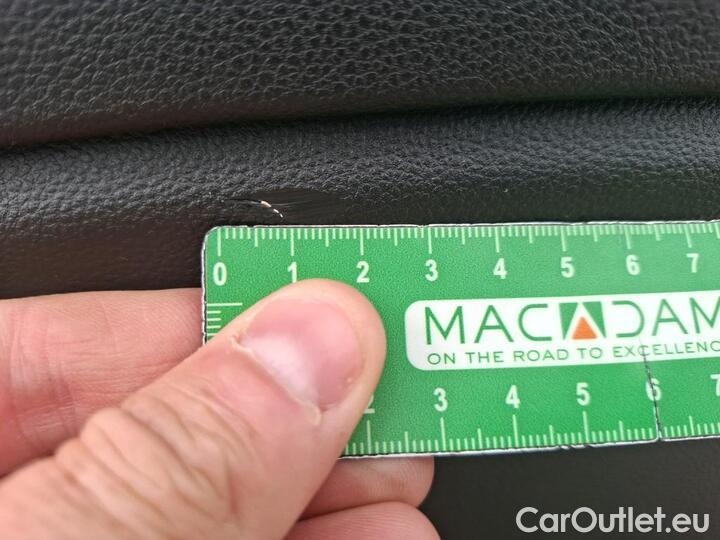 0 1 2 3 4 5 6 7
MACADAM
ON THE ROAD TO EXCELLENC
2 3 4 5 6 7
CarOutlet.eu